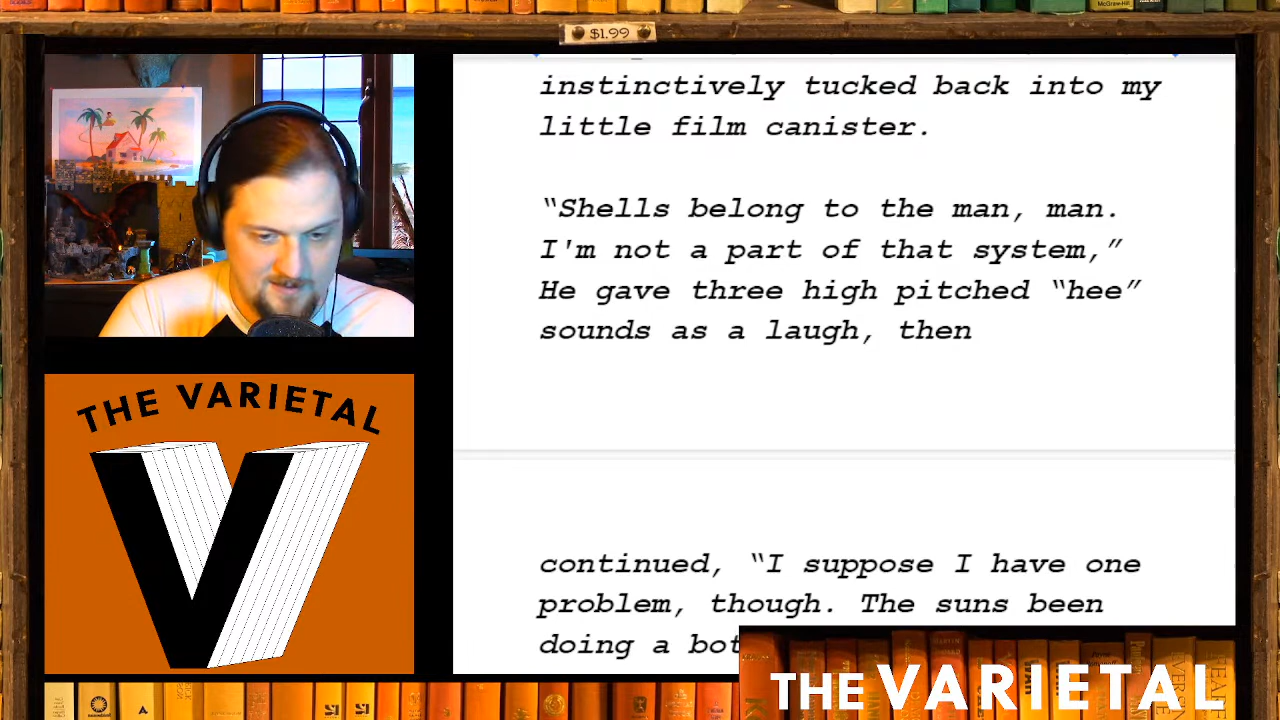 $1.99
McGraw-Hill
instinctively tucked back into my
little film canister.
“Shells belong to the man, man.
I'm not a part of that system,”
He gave three high pitched “hee”
sounds as a laugh, then
continued, “I suppose I have one
problem, though. The suns been
doing a bot
THE VARIETAL
THE VARIETAL